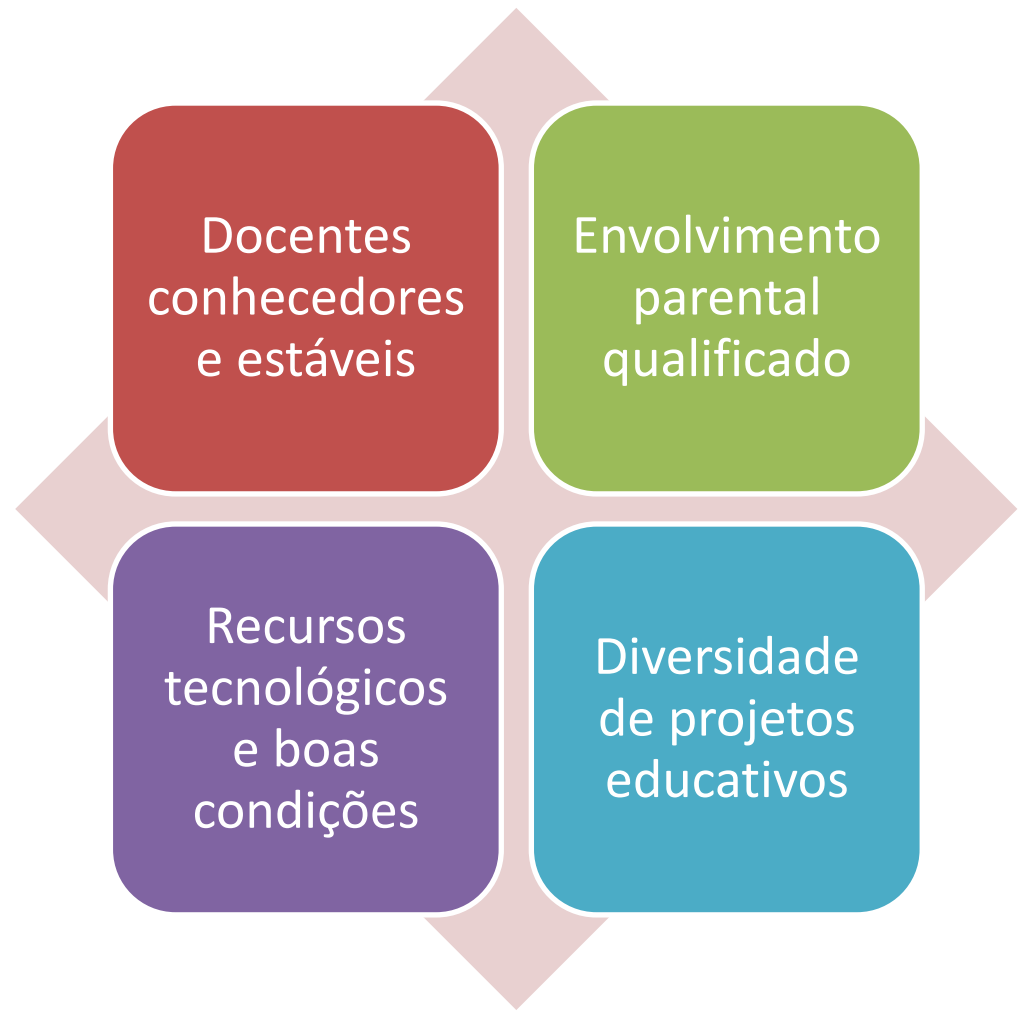 Docentes
conhecedores
e estáveis
Envolvimento
parental
qualificado
Recursos
tecnológicos
e boas
condições
Diversidade
de projetos
educativos